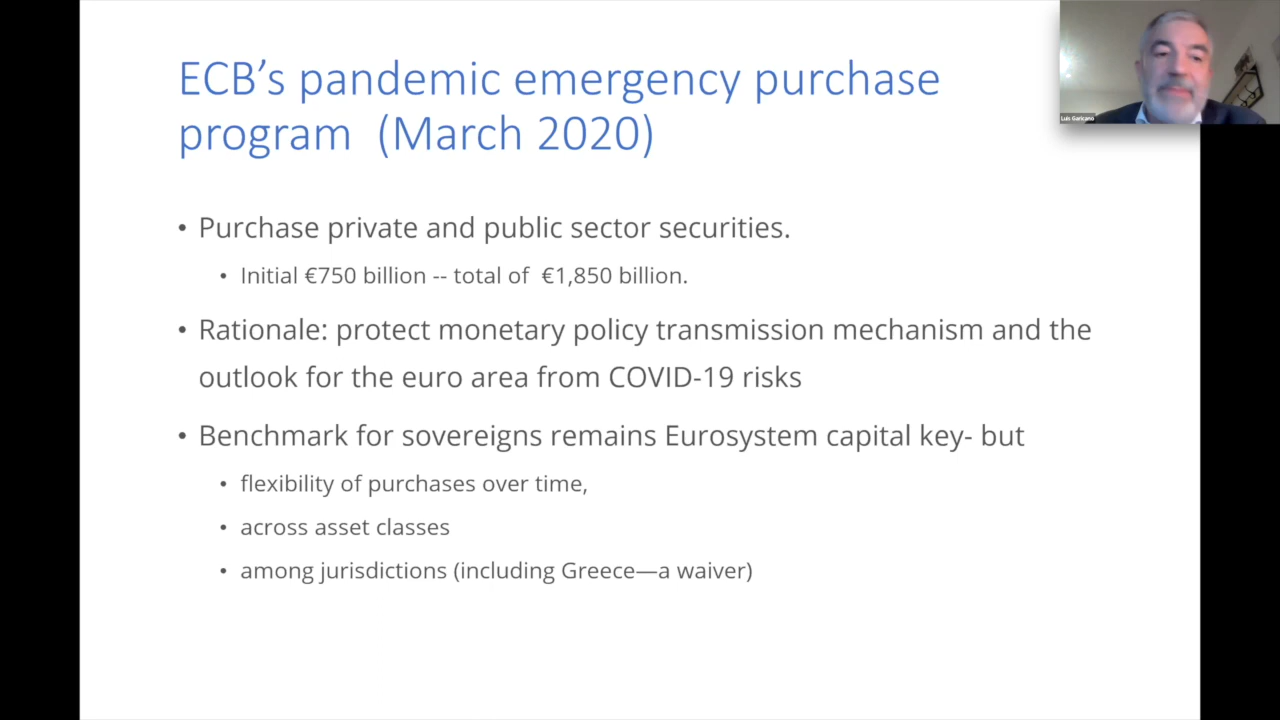 ECB’s pandemic emergency purchase
program (March 2020)
Luis Garicano
• Purchase private and public sector securities.
• Initial €750 billion -- total of €1,850 billion.
• Rationale: protect monetary policy transmission mechanism and the
outlook for the euro area from COVID-19 risks
• Benchmark for sovereigns remains Eurosystem capital key- but
• flexibility of purchases over time,
• across asset classes
• among jurisdictions (including Greece—a waiver)